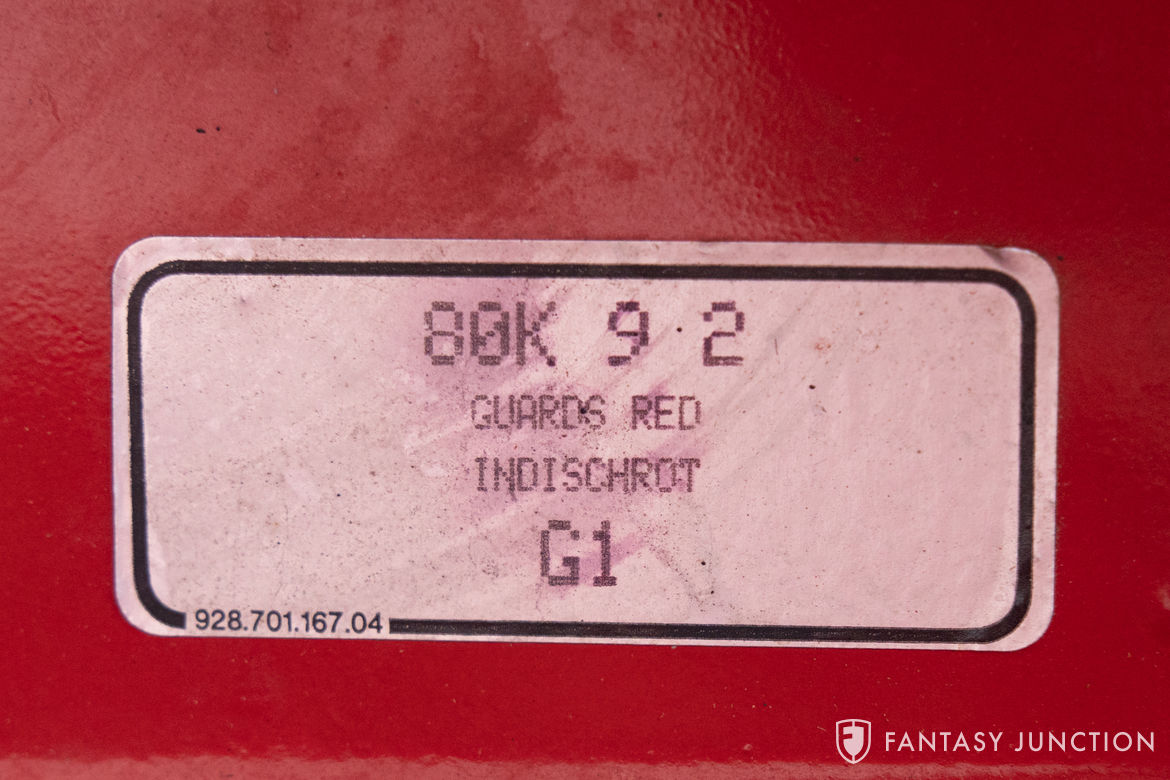 80K 9 2
GUARDS RED
INDISCHROT
G1
928.701.167.04
FANTASY JUNCTION